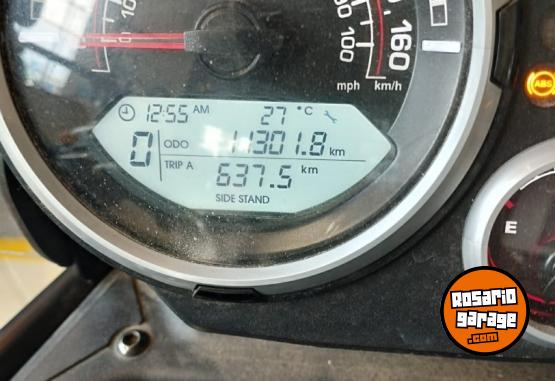 100
mph
160
km/h
ABS
12:55 AM
27 °C
0
ODO 11301.8 km
TRIP A 637.5 km
SIDE STAND
E
ROSARIO
garage
.com